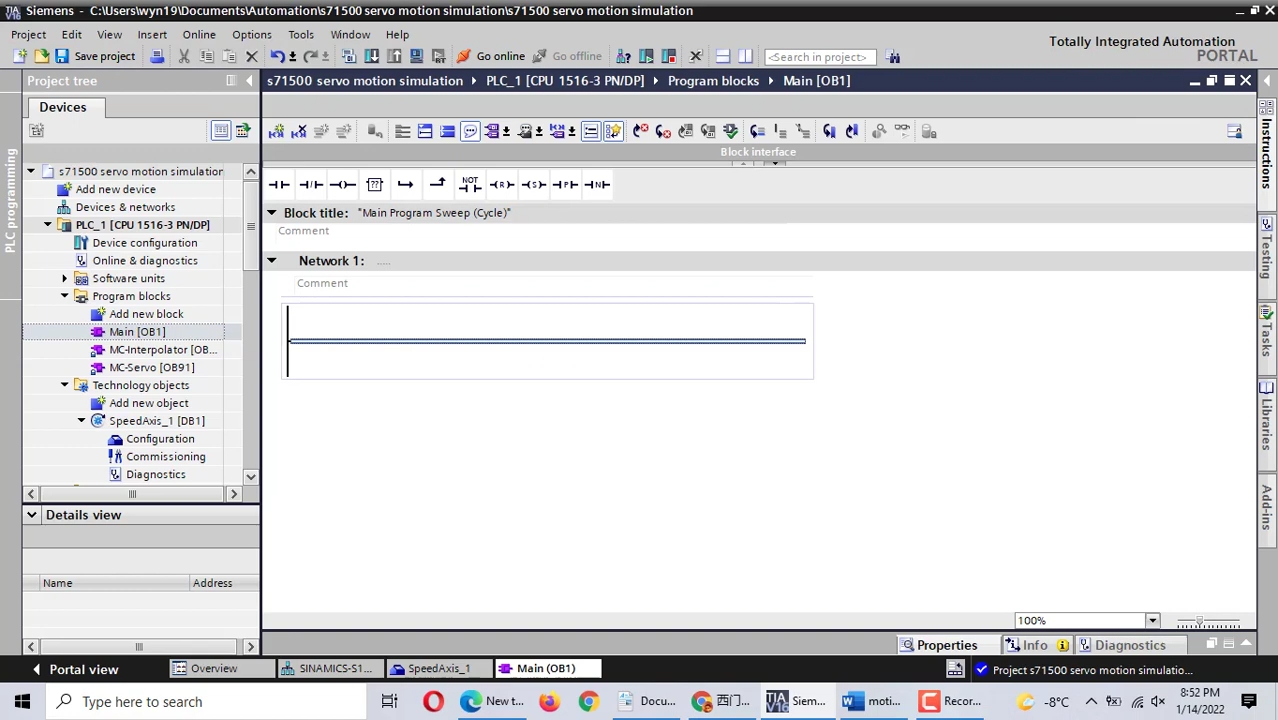 Siemens - C:\Users\wyn19\Documents\Automation\s71500 servo motion simulation\s71500 servo motion simulation
TIA
V16
Project Edit View Insert Online Options Tools Window Help
Totally Integrated Automation
PORTAL
Save project
Go online
Go offline
<Search in project>
Project tree
s71500 servo motion simulation
PLC_1 [CPU 1516-3 PN/DP]
Program blocks
Main [OB1]
Devices
PLC programming
Block interface
NOT
??
(R)
(S)
P
N
Block title: "Main Program Sweep (Cycle)"
Comment
Network 1: .....
Comment
s71500 servo motion simulation
Add new device
Devices & networks
PLC_1 [CPU 1516-3 PN/DP]
Device configuration
Online & diagnostics
Software units
Program blocks
Add new block
Main [OB1]
MC-Interpolator [OB...
MC-Servo [OB91]
Technology objects
Add new object
SpeedAxis_1 [DB1]
Configuration
Commissioning
Diagnostics
Details view
Name
Address
Instructions
Testing
Tasks
Libraries
Add-ins
100%
Properties
Info
Diagnostics
Portal view
Overview
SINAMICS-S1...
SpeedAxis_1
Main (OB1)
Project s71500 servo motion simulatio...
Type here to search
New t...
Docu...
西门...
TIA
V16
Siem...
moti...
Recor...
-8°C
8:52 PM
1/14/2022